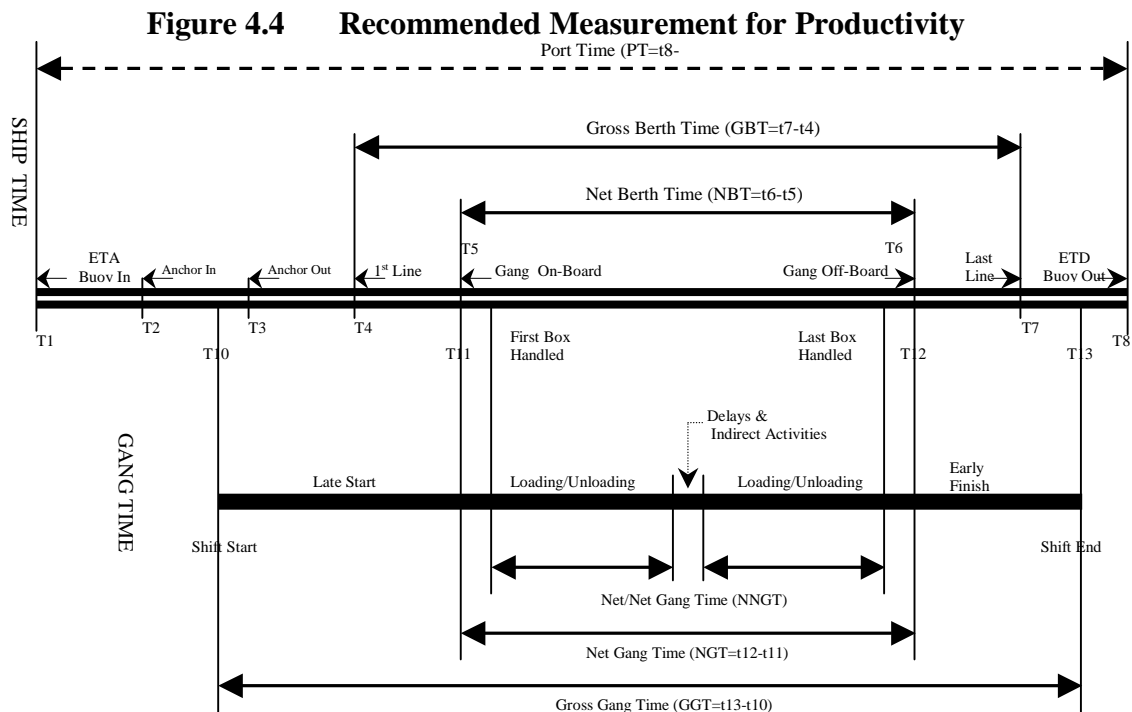 Figure 4.4 Recommended Measurement for Productivity
Port Time (PT=t8-
SHIP TIME
Gross Berth Time (GBT=t7-t4)
Net Berth Time (NBT=t6-t5)
T5
T6
ETA
Buoy In
Anchor In
Anchor Out
1st Line
Gang On-Board
Gang Off-Board
Last
Line
ETD
Buoy Out
T1
T2
T3
T4
T7
T8
T10
T11
First Box
Handled
Last Box
Handled
T12
T13
GANG TIME
Delays &
Indirect Activities
Late Start
Loading/Unloading
Loading/Unloading
Early
Finish
Shift Start
Shift End
Net/Net Gang Time (NNGT)
Net Gang Time (NGT=t12-t11)
Gross Gang Time (GGT=t13-t10)